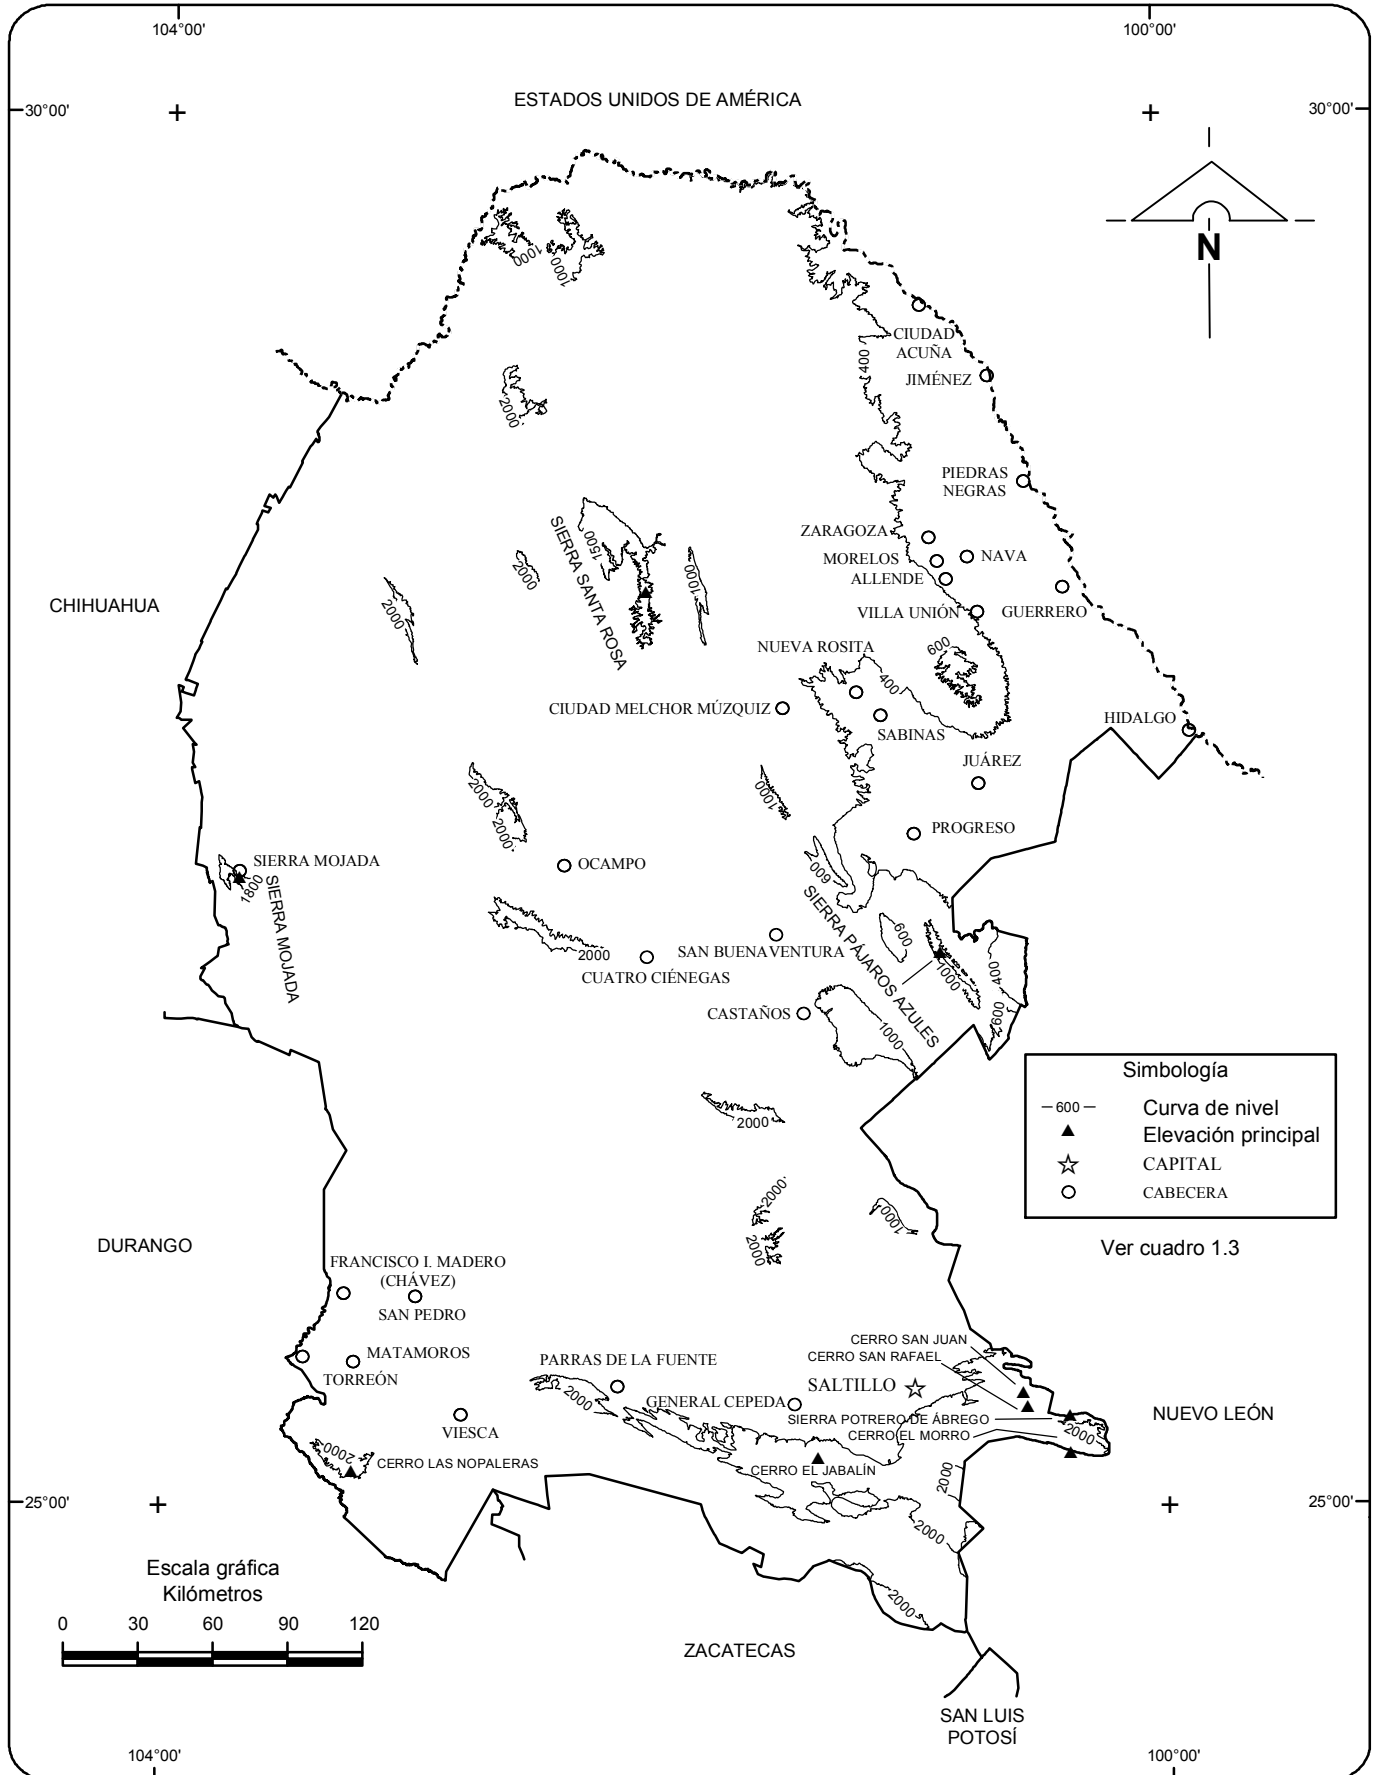 104°00'
100°00'
30°00'
ESTADOS UNIDOS DE AMÉRICA
30°00'
N
1000
1000
CIUDAD
ACUÑA
400
JIMÉNEZ
2000
PIEDRAS
NEGRAS
SIERRA SANTA ROSA
1500
ZARAGOZA
MORELOS
NAVA
ALLENDE
2000
1000
CHIHUAHUA
2000
VILLA UNIÓN
GUERRERO
NUEVA ROSITA
600
400
CIUDAD MELCHOR MÚZQUIZ
SABINAS
HIDALGO
JUÁREZ
2000
2000
1000
PROGRESO
SIERRA MOJADA
1800
SIERRA MOJADA
OCAMPO
600
SIERRA PÁJAROS AZULES
600
1000
400
600
2000
SAN BUENAVENTURA
CUATRO CIÉNEGAS
CASTAÑOS
1000
Simbología
600
Curva de nivel
Elevación principal
CAPITAL
CABECERA
2000
2000
2000
1000
Ver cuadro 1.3
DURANGO
FRANCISCO I. MADERO
(CHÁVEZ)
SAN PEDRO
CERRO SAN JUAN
CERRO SAN RAFAEL
MATAMOROS
TORREÓN
PARRAS DE LA FUENTE
SALTILLO
2000
GENERAL CEPEDA
SIERRA POTRERO DE ÁBREGO
CERRO EL MORRO
2000
NUEVO LEÓN
VIESCA
2000
CERRO LAS NOPALERAS
CERRO EL JABALÍN
2000
25°00'
25°00'
2000
2000
Escala gráfica
Kilómetros
0 30 60 90 120
ZACATECAS
SAN LUIS
POTOSÍ
104°00'
100°00'